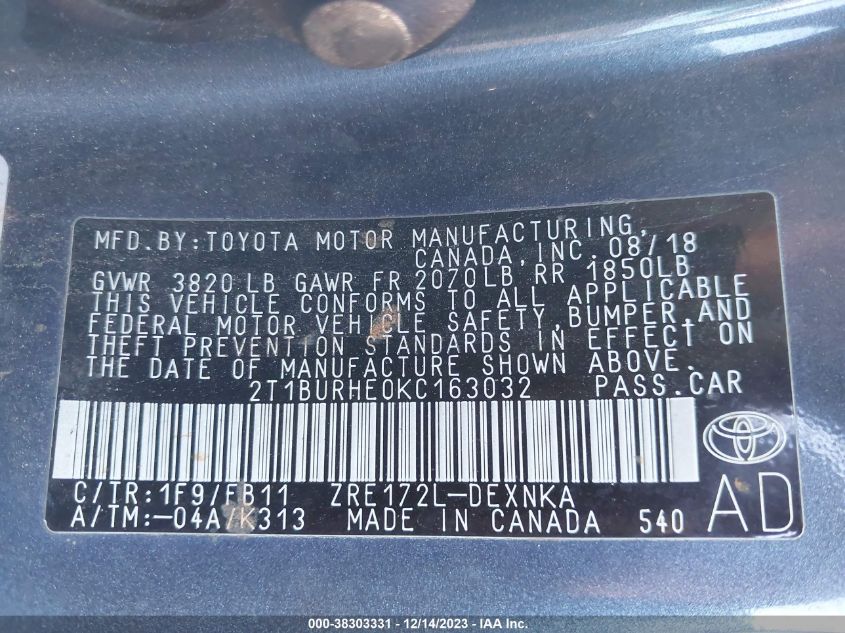 MFD.BY:TOYOTA MOTOR MANUFACTURING,
CANADA,INC. 08/18
GVWR 3820 LB GAWR FR 2070LB RR 1850LB
THIS VEHICLE CONFORMS TO ALL APPLICABLE
FEDERAL MOTOR VEHICLE SAFETY,BUMPER,AND
THEFT PREVENTION STANDARDS IN EFFECT ON
THE DATE OF MANUFACTURE SHOWN ABOVE.
2T1BURHE0KC163032 PASS.CAR
C/TR:1F9/FB11 ZRE172L-DEXNKA
A/TM:-04A/K313 MADE IN CANADA 540 AD
000-38303331 - 12/14/2023 - IAA Inc.